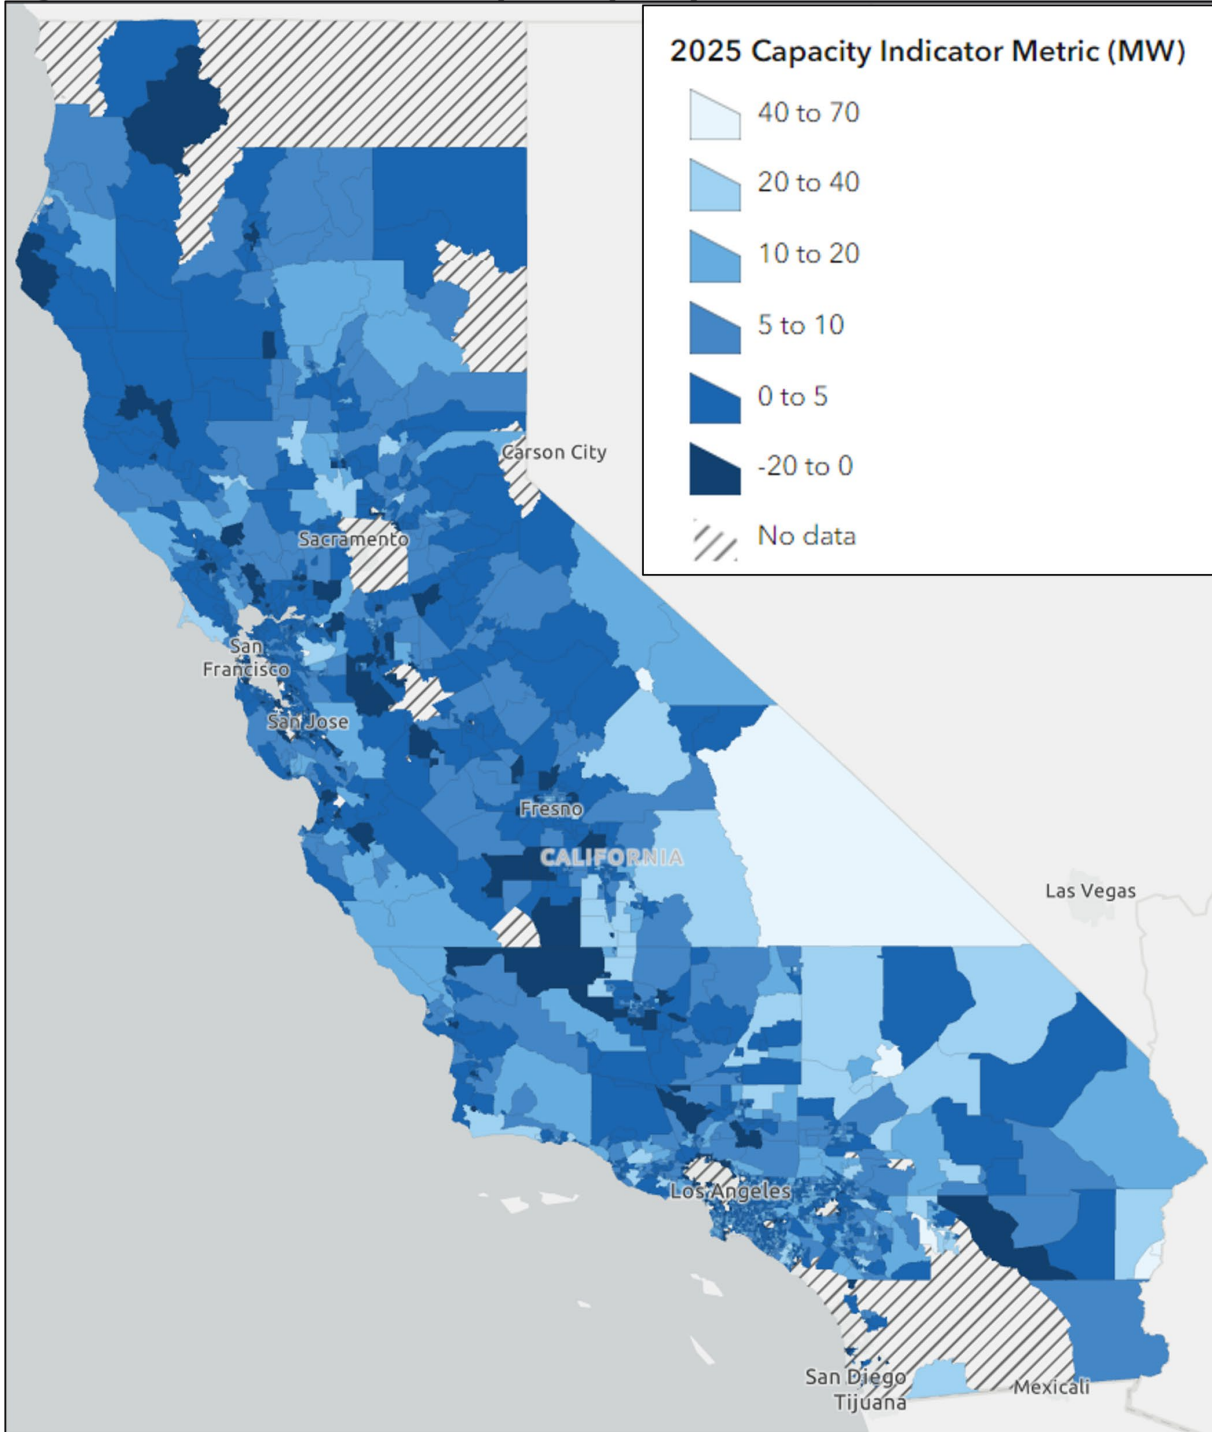 2025 Capacity Indicator Metric (MW)
40 to 70
20 to 40
10 to 20
5 to 10
0 to 5
-20 to 0
No data
Carson City
Sacramento
San
Francisco
San Jose
Fresno
CALIFORNIA
Las Vegas
Los Angeles
San Diego
Mexicali
Tijuana